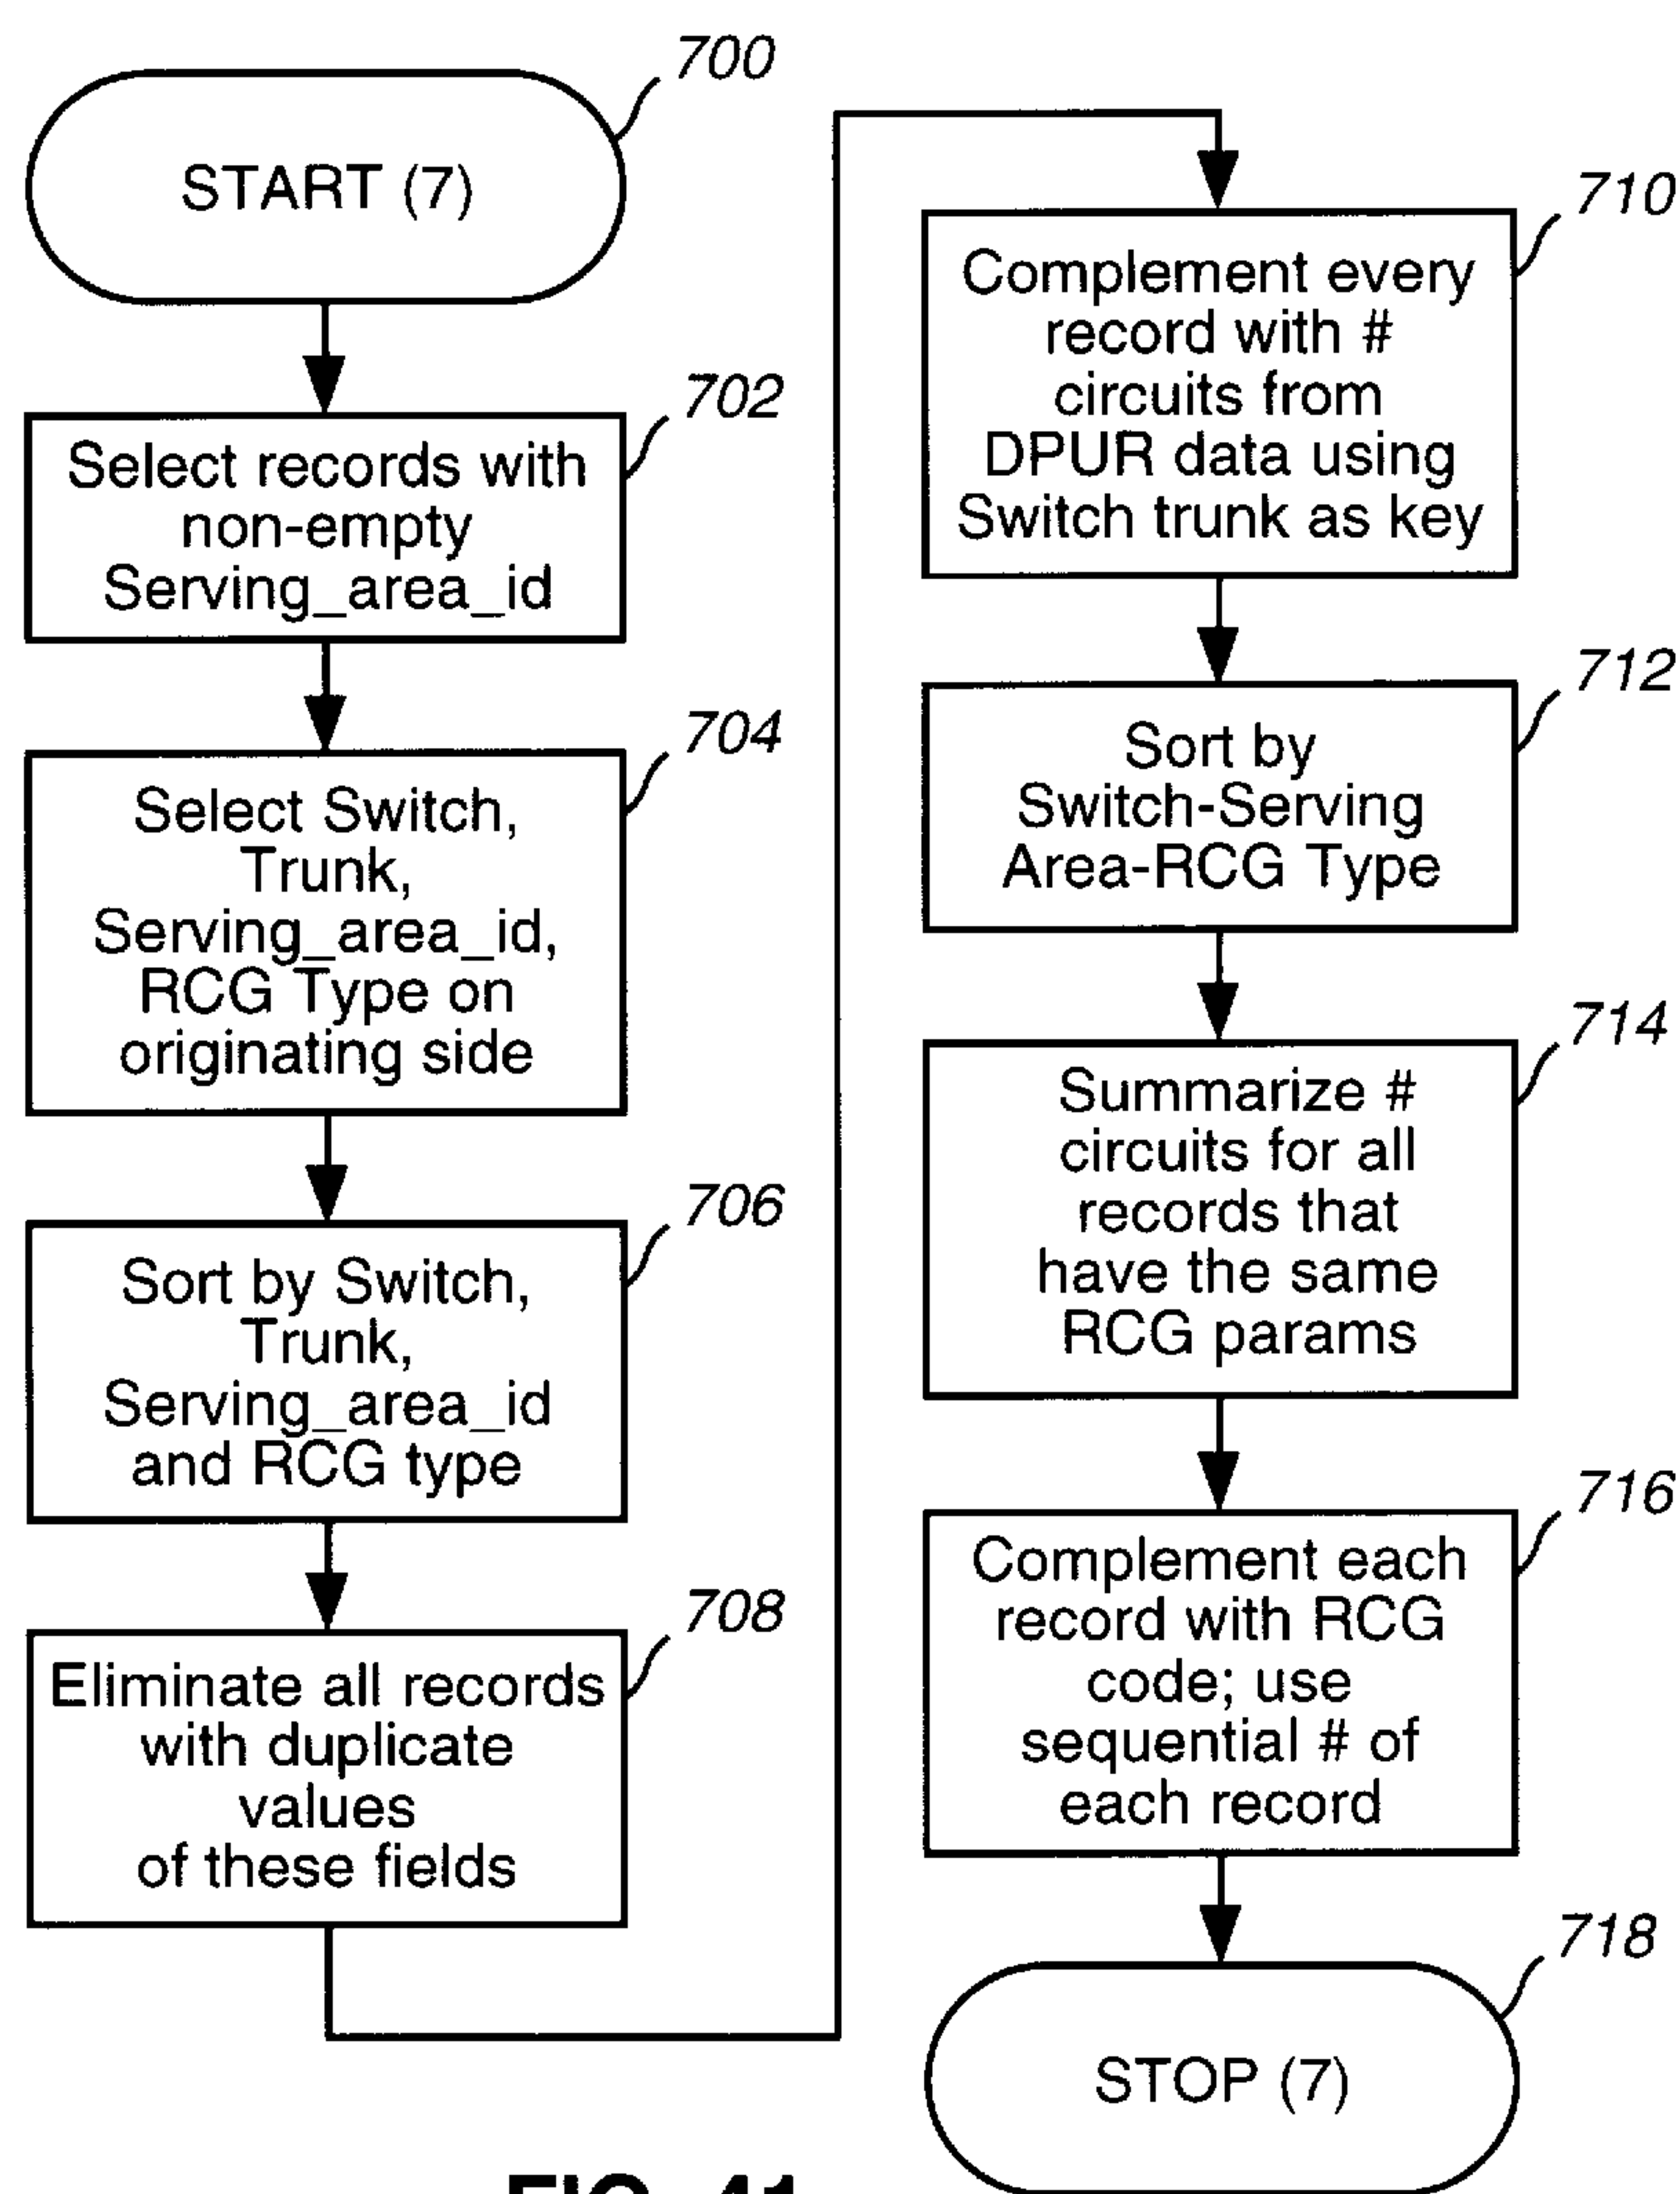 700
START (7)
702
Select records with
non-empty
Serving_area_id
704
Select Switch,
Trunk,
Serving_area_id,
RCG Type on
originating side
706
Sort by Switch,
Trunk,
Serving_area_id
and RCG type
708
Eliminate all records
with duplicate
values
of these fields
710
Complement every
record with #
circuits from
DPUR data using
Switch trunk as key
712
Sort by
Switch-Serving
Area-RCG Type
714
Summarize #
circuits for all
records that
have the same
RCG params
716
Complement each
record with RCG
code; use
sequential # of
each record
718
STOP (7)
FIG. 41